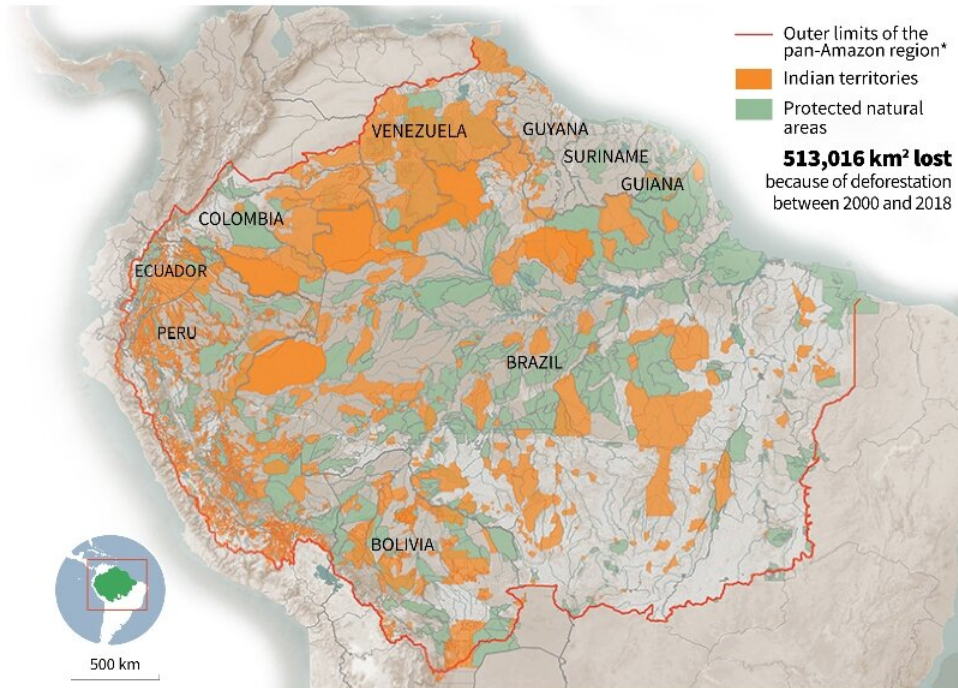 Outer limits of the
pan-Amazon region*
Indian territories
Protected natural
areas
513,016 km² lost
because of deforestation
between 2000 and 2018
VENEZUELA
GUYANA
SURINAME
GUIANA
COLOMBIA
ECUADOR
PERU
BRAZIL
BOLIVIA
500 km